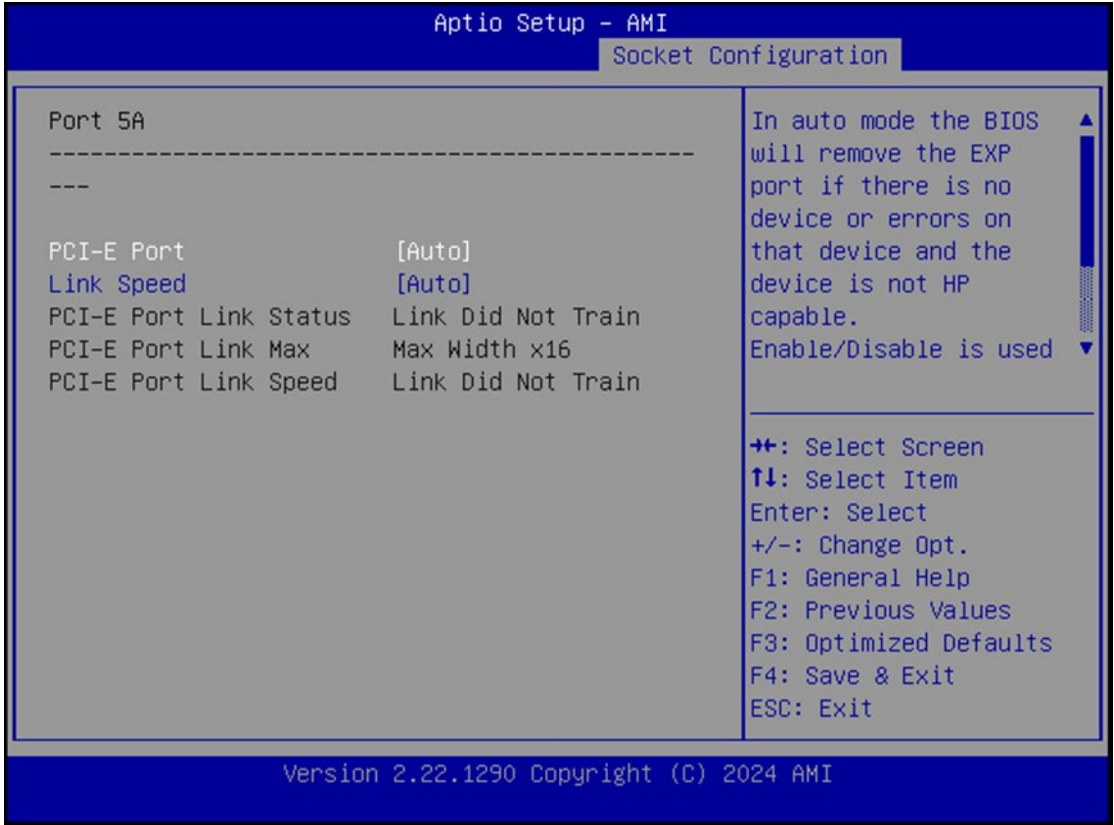 Aptio Setup – AMI
Socket Configuration
Port 5A
-----------------------------------------------
---
PCI-E Port [Auto]
Link Speed [Auto]
PCI-E Port Link Status Link Did Not Train
PCI-E Port Link Max Max Width x16
PCI-E Port Link Speed Link Did Not Train
In auto mode the BIOS
will remove the EXP
port if there is no
device or errors on
that device and the
device is not HP
capable.
Enable/Disable is used
→←: Select Screen
↑↓: Select Item
Enter: Select
+/-: Change Opt.
F1: General Help
F2: Previous Values
F3: Optimized Defaults
F4: Save & Exit
ESC: Exit
Version 2.22.1290 Copyright (C) 2024 AMI